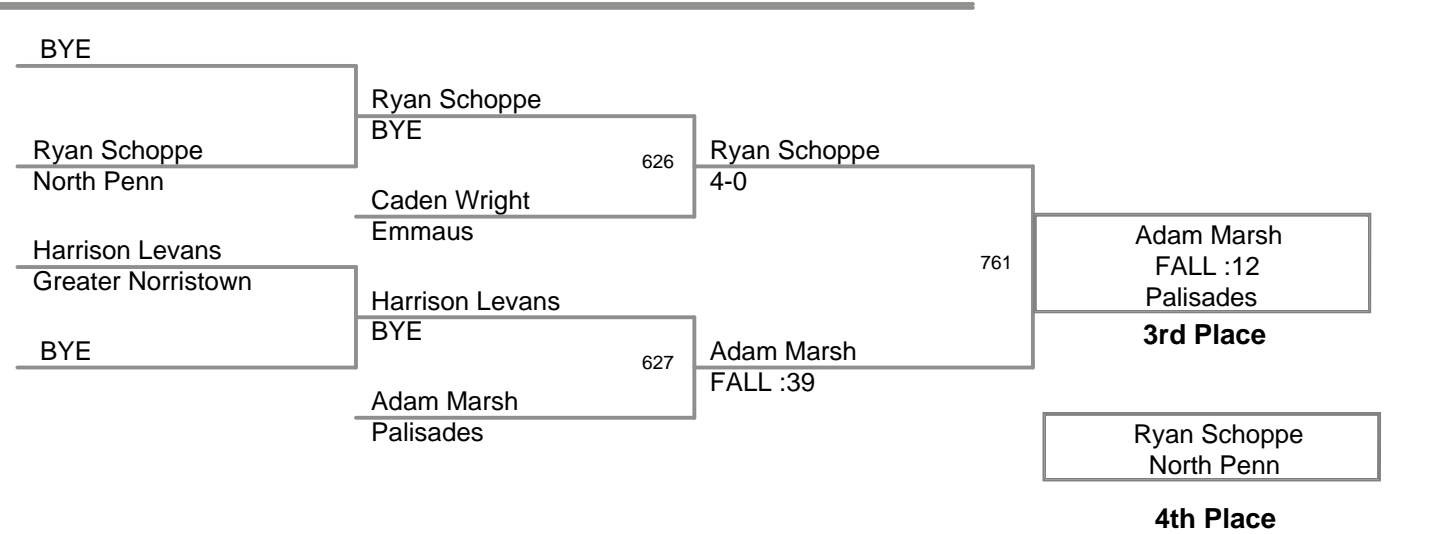 BYE
Ryan Schoppe
BYE
Ryan Schoppe
North Penn
626
Ryan Schoppe
4-0
Caden Wright
Emmaus
Harrison Levans
Greater Norristown
761
Adam Marsh
FALL :12
Palisades
3rd Place
Harrison Levans
BYE
BYE
627
Adam Marsh
FALL :39
Adam Marsh
Palisades
Ryan Schoppe
North Penn
4th Place